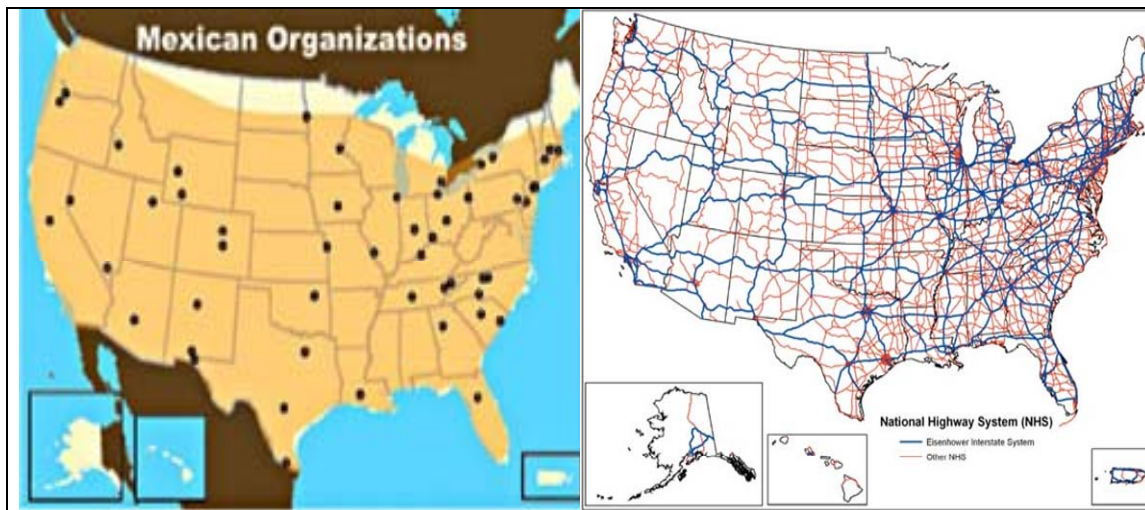 Mexican Organizations
National Highway System (NHS)
Eisenhower Interstate System
Other NHS